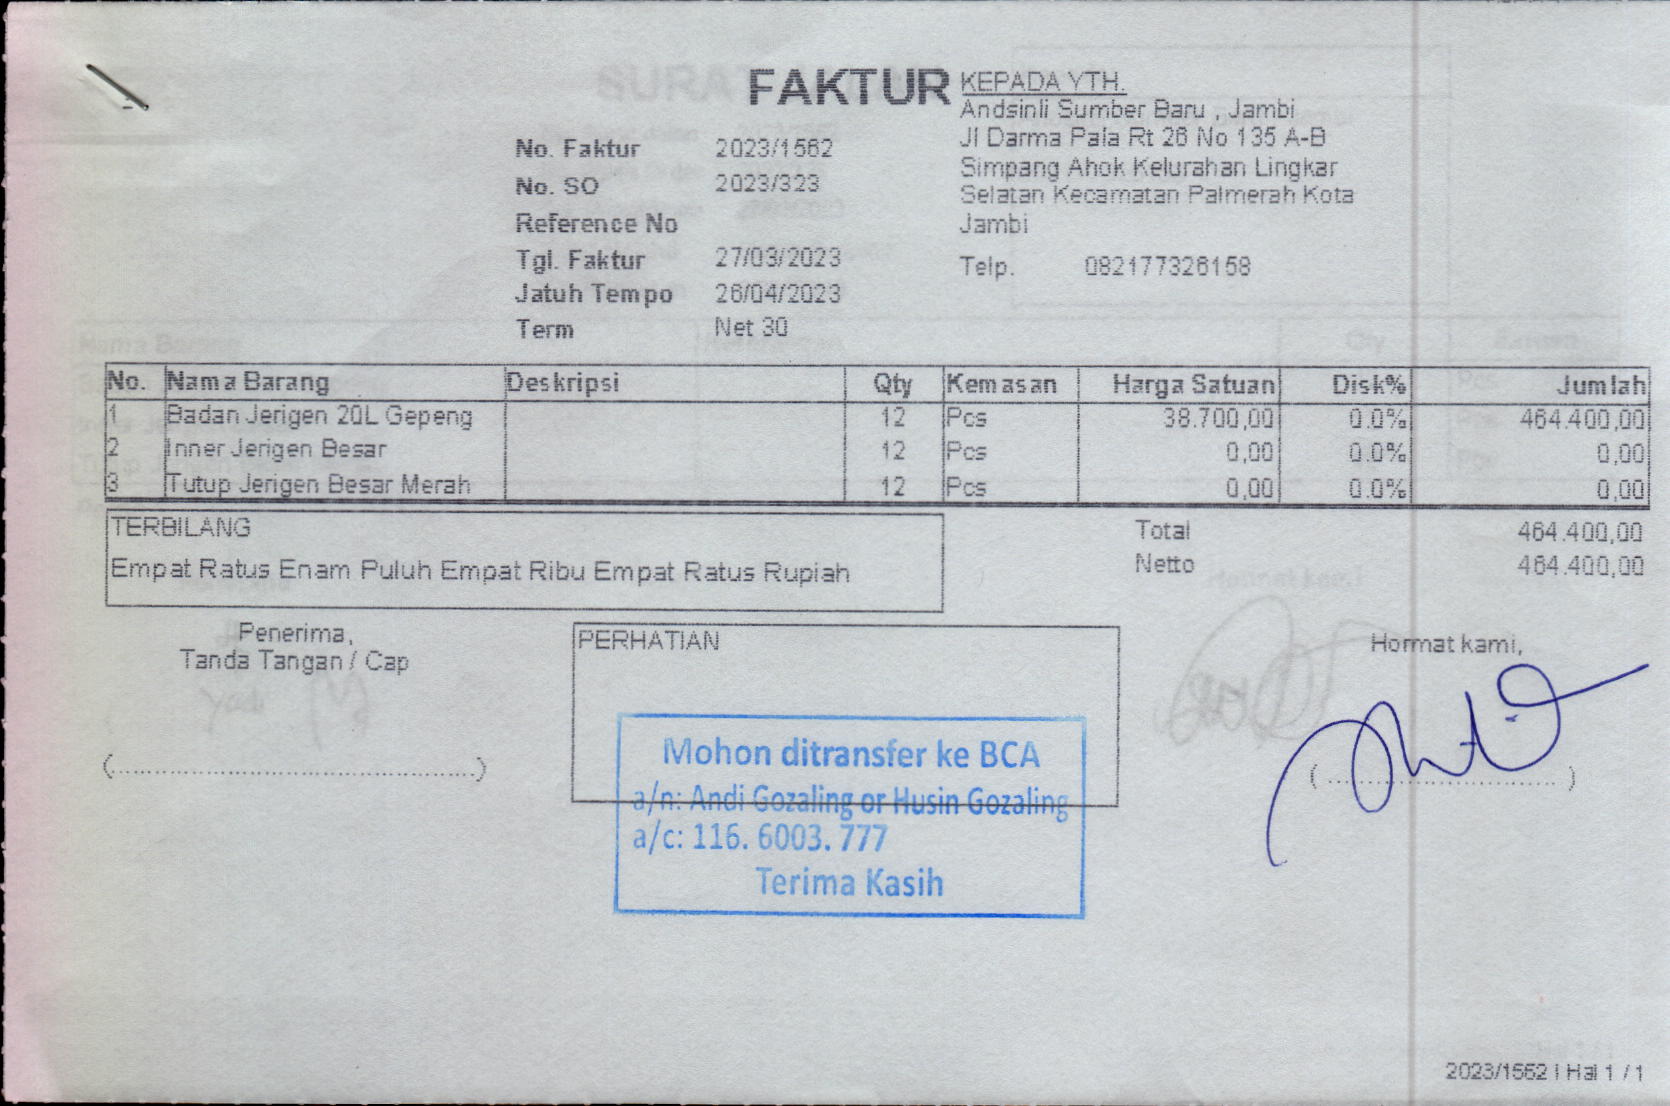 FAKTUR
KEPADA YTH.
Andsinli Sumber Baru , Jambi
Jl Darma Pala Rt 26 No 135 A-B
Simpang Ahok Kelurahan Lingkar
Selatan Kecamatan Palmerah Kota
Jambi
Telp. 082177326158
No. Faktur 2023/1562
No. SO 2023/323
Reference No
Tgl. Faktur 27/03/2023
Jatuh Tempo 26/04/2023
Term Net 30
No. Nama Barang Deskripsi Qty Kemasan Harga Satuan Disk% Jumlah
1 Badan Jerigen 20L Gepeng 12 Pcs 38.700,00 0.0% 464.400,00
2 Inner Jerigen Besar 12 Pcs 0,00 0.0% 0,00
3 Tutup Jerigen Besar Merah 12 Pcs 0,00 0.0% 0,00
TERBILANG
Empat Ratus Enam Puluh Empat Ribu Empat Ratus Rupiah
Total 464.400,00
Netto 464.400,00
Penerima,
Tanda Tangan / Cap
(..............................................)
PERHATIAN
Mohon ditransfer ke BCA
a/n: Andi Gozaling or Husin Gozaling
a/c: 116. 6003. 777
Terima Kasih
Hormat kami,
(..............................)
2023/1562 | Hal 1 / 1